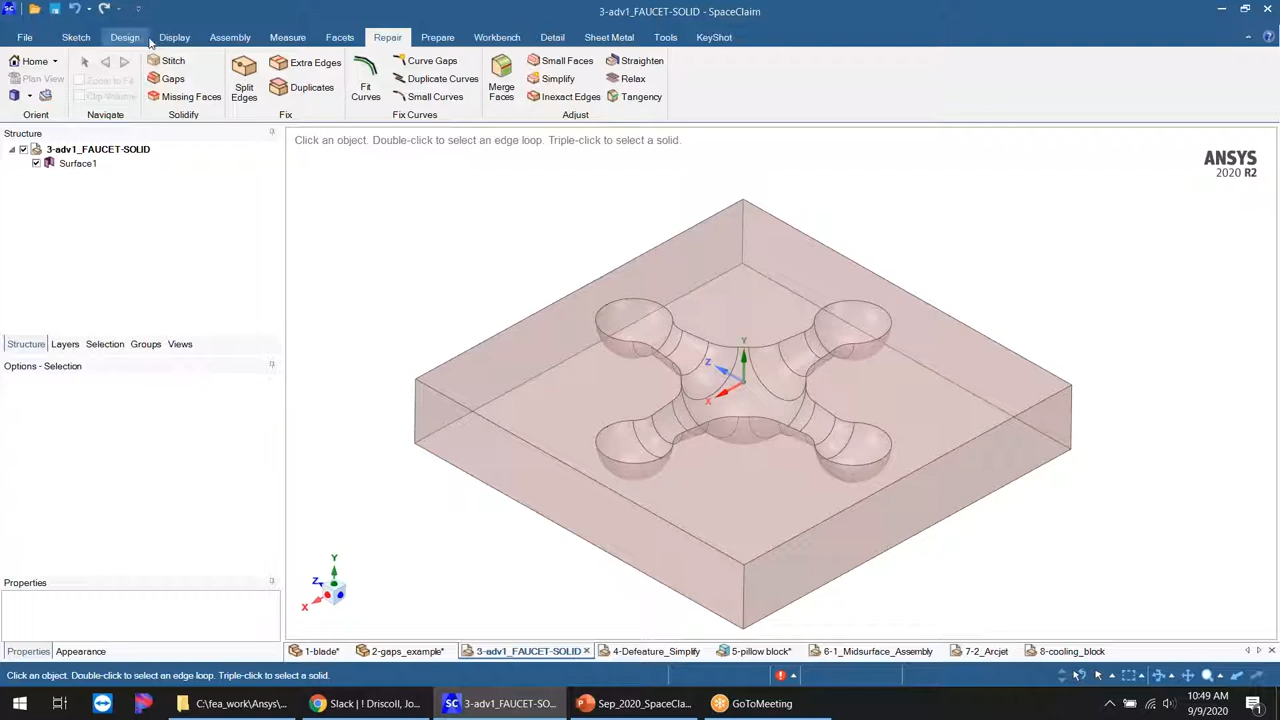 3-adv1_FAUCET-SOLID - SpaceClaim
File Sketch Design Display Assembly Measure Facets Repair Prepare Workbench Detail Sheet Metal Tools KeyShot
Home
Plan View
Orient
Zoom to Fit
Clip Volume
Navigate
Stitch
Gaps
Missing Faces
Solidify
Split Edges
Extra Edges
Duplicates
Fix
Fit Curves
Curve Gaps
Duplicate Curves
Small Curves
Fix Curves
Merge Faces
Small Faces
Simplify
Inexact Edges
Straighten
Relax
Tangency
Adjust
Structure
3-adv1_FAUCET-SOLID
Surface1
Structure Layers Selection Groups Views
Options - Selection
Properties
Properties Appearance
Click an object. Double-click to select an edge loop. Triple-click to select a solid.
ANSYS
2020 R2
Y
Z
X
Y
Z
X
1-blade* 2-gaps_example* 3-adv1_FAUCET-SOLID 4-Defeature_Simplify 5-pillow block* 6-1_Midsurface_Assembly 7-2_Arcjet 8-cooling_block
Click an object. Double-click to select an edge loop. Triple-click to select a solid.
C:\fea_work\Ansys\... Slack | ! Driscoll, Jo... 3-adv1_FAUCET-SO... Sep_2020_SpaceCla... GoToMeeting
10:49 AM
9/9/2020